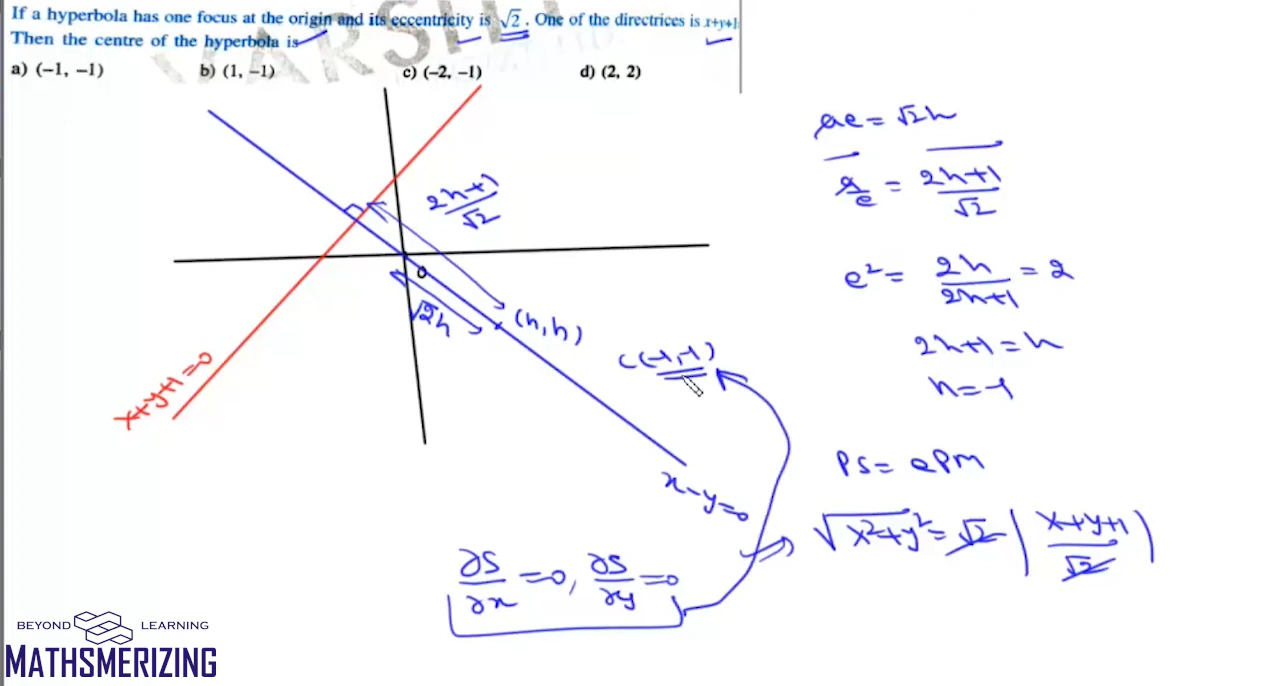 If a hyperbola has one focus at the origin and its eccentricity is √2 . One of the directrices is x+y+1
Then the centre of the hyperbola is
a) (−1, −1) b) (1, −1) c) (−2, −1) d) (2, 2)
ae = √2h
a/e = (2h+1)/√2
(2h+1)/√2
e² = 2h/(2h+1) = 2
O
√2h
(h,h)
2h+1 = h
C(-1,-1)
h = -1
x+y+1=0
PS = ePM
x-y=0
√(x²+y²) = √2 |(x+y+1)/√2|
∂S/∂x = 0, ∂S/∂y = 0
BEYOND LEARNING
MATHSMERIZING